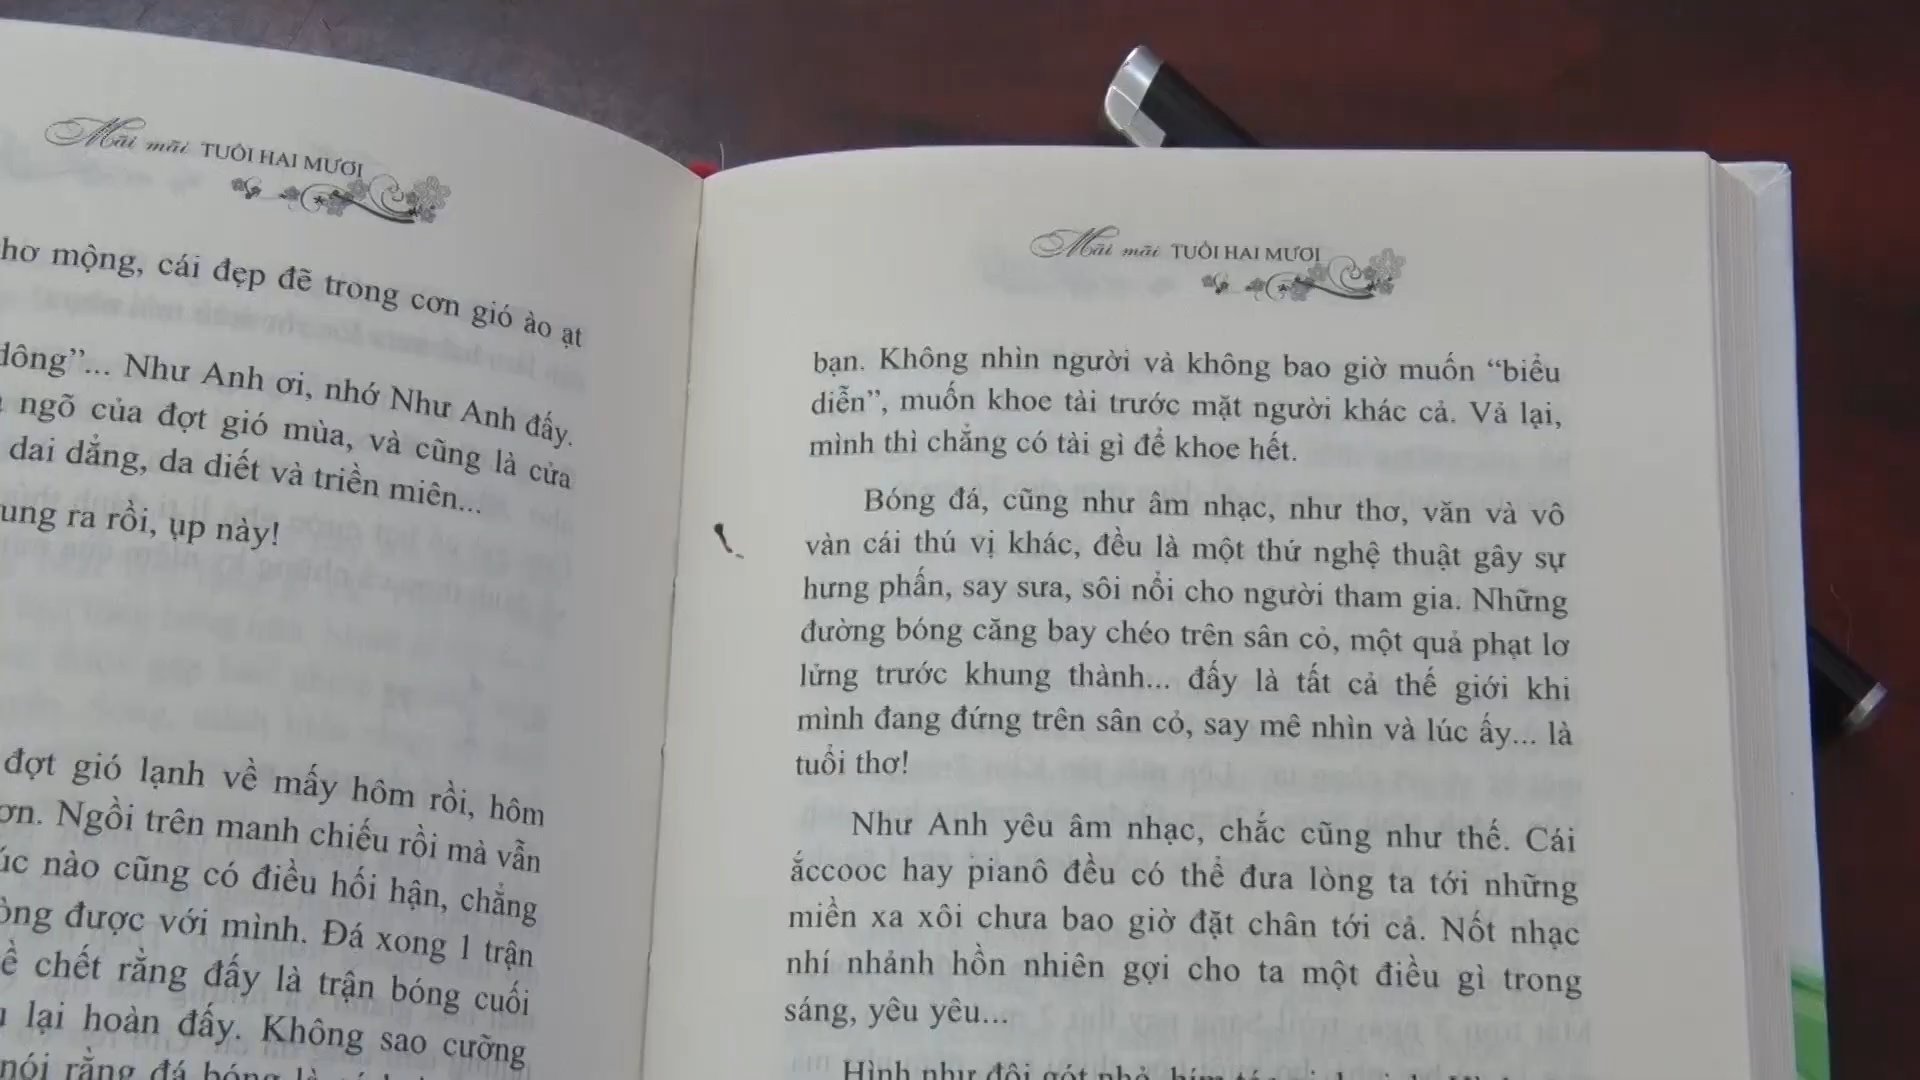 Mãi mãi TUỔI HAI MƯƠI
mộng, cái đẹp đẽ trong cơn gió ào ạt
Như Anh ơi, nhớ Như Anh đấy.
ngõ của đợt gió mùa, và cũng là cửa
dai dẳng, da diết và triền miên...
ra rồi, ụp này!
đợt gió lạnh về mấy hôm rồi, hôm
Ngồi trên manh chiếu rồi mà vẫn
nào cũng có điều hối hận, chẳng
được với mình. Đá xong 1 trận
chết rằng đấy là trận bóng cuối
lại hoàn đấy. Không sao cưỡng
nói rằng đá bóng là
Mãi mãi TUỔI HAI MƯƠI
bạn. Không nhìn người và không bao giờ muốn “biểu
diễn”, muốn khoe tài trước mặt người khác cả. Vả lại,
mình thì chẳng có tài gì để khoe hết.
Bóng đá, cũng như âm nhạc, như thơ, văn và vô
vàn cái thú vị khác, đều là một thứ nghệ thuật gây sự
hưng phấn, say sưa, sôi nổi cho người tham gia. Những
đường bóng căng bay chéo trên sân cỏ, một quả phạt lơ
lửng trước khung thành... đấy là tất cả thế giới khi
mình đang đứng trên sân cỏ, say mê nhìn và lúc ấy... là
tuổi thơ!
Như Anh yêu âm nhạc, chắc cũng như thế. Cái
ắccooc hay pianô đều có thể đưa lòng ta tới những
miền xa xôi chưa bao giờ đặt chân tới cả. Nốt nhạc
nhí nhảnh hồn nhiên gợi cho ta một điều gì trong
sáng, yêu yêu...
Hình như đôi gót nhỏ, bím tóc